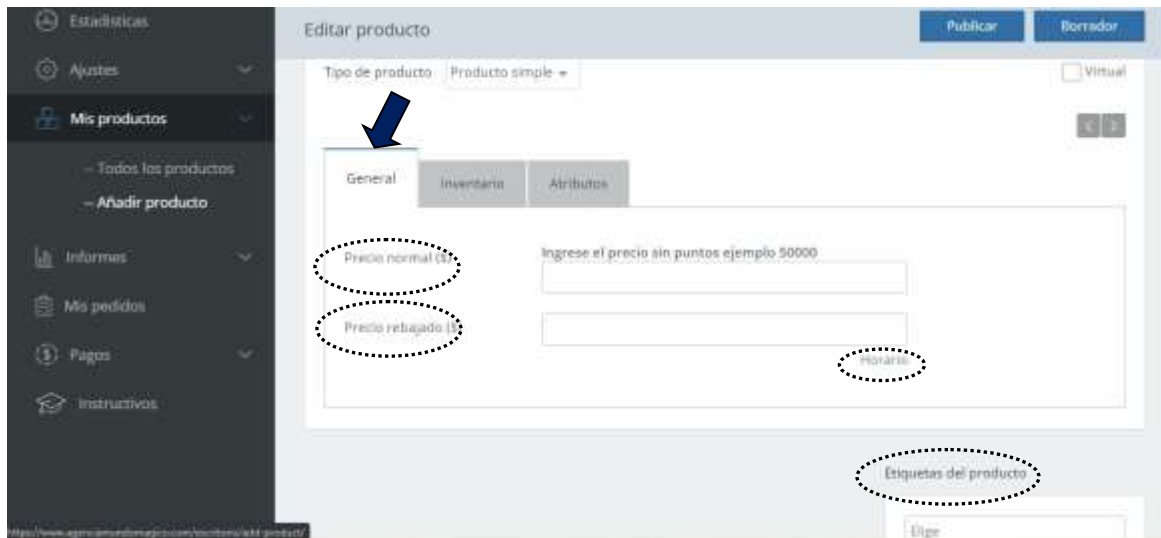 Estadísticas
Ajustes
Mis productos
– Todos los productos
– Añadir producto
Informes
Mis pedidos
Pagos
Instructivos
Editar producto
Publicar
Borrador
Tipo de producto Producto simple
Virtual
General
Inventario
Atributos
Precio normal ($)
Ingrese el precio sin puntos ejemplo 50000
Precio rebajado ($)
Horario
Etiquetas del producto
Elige